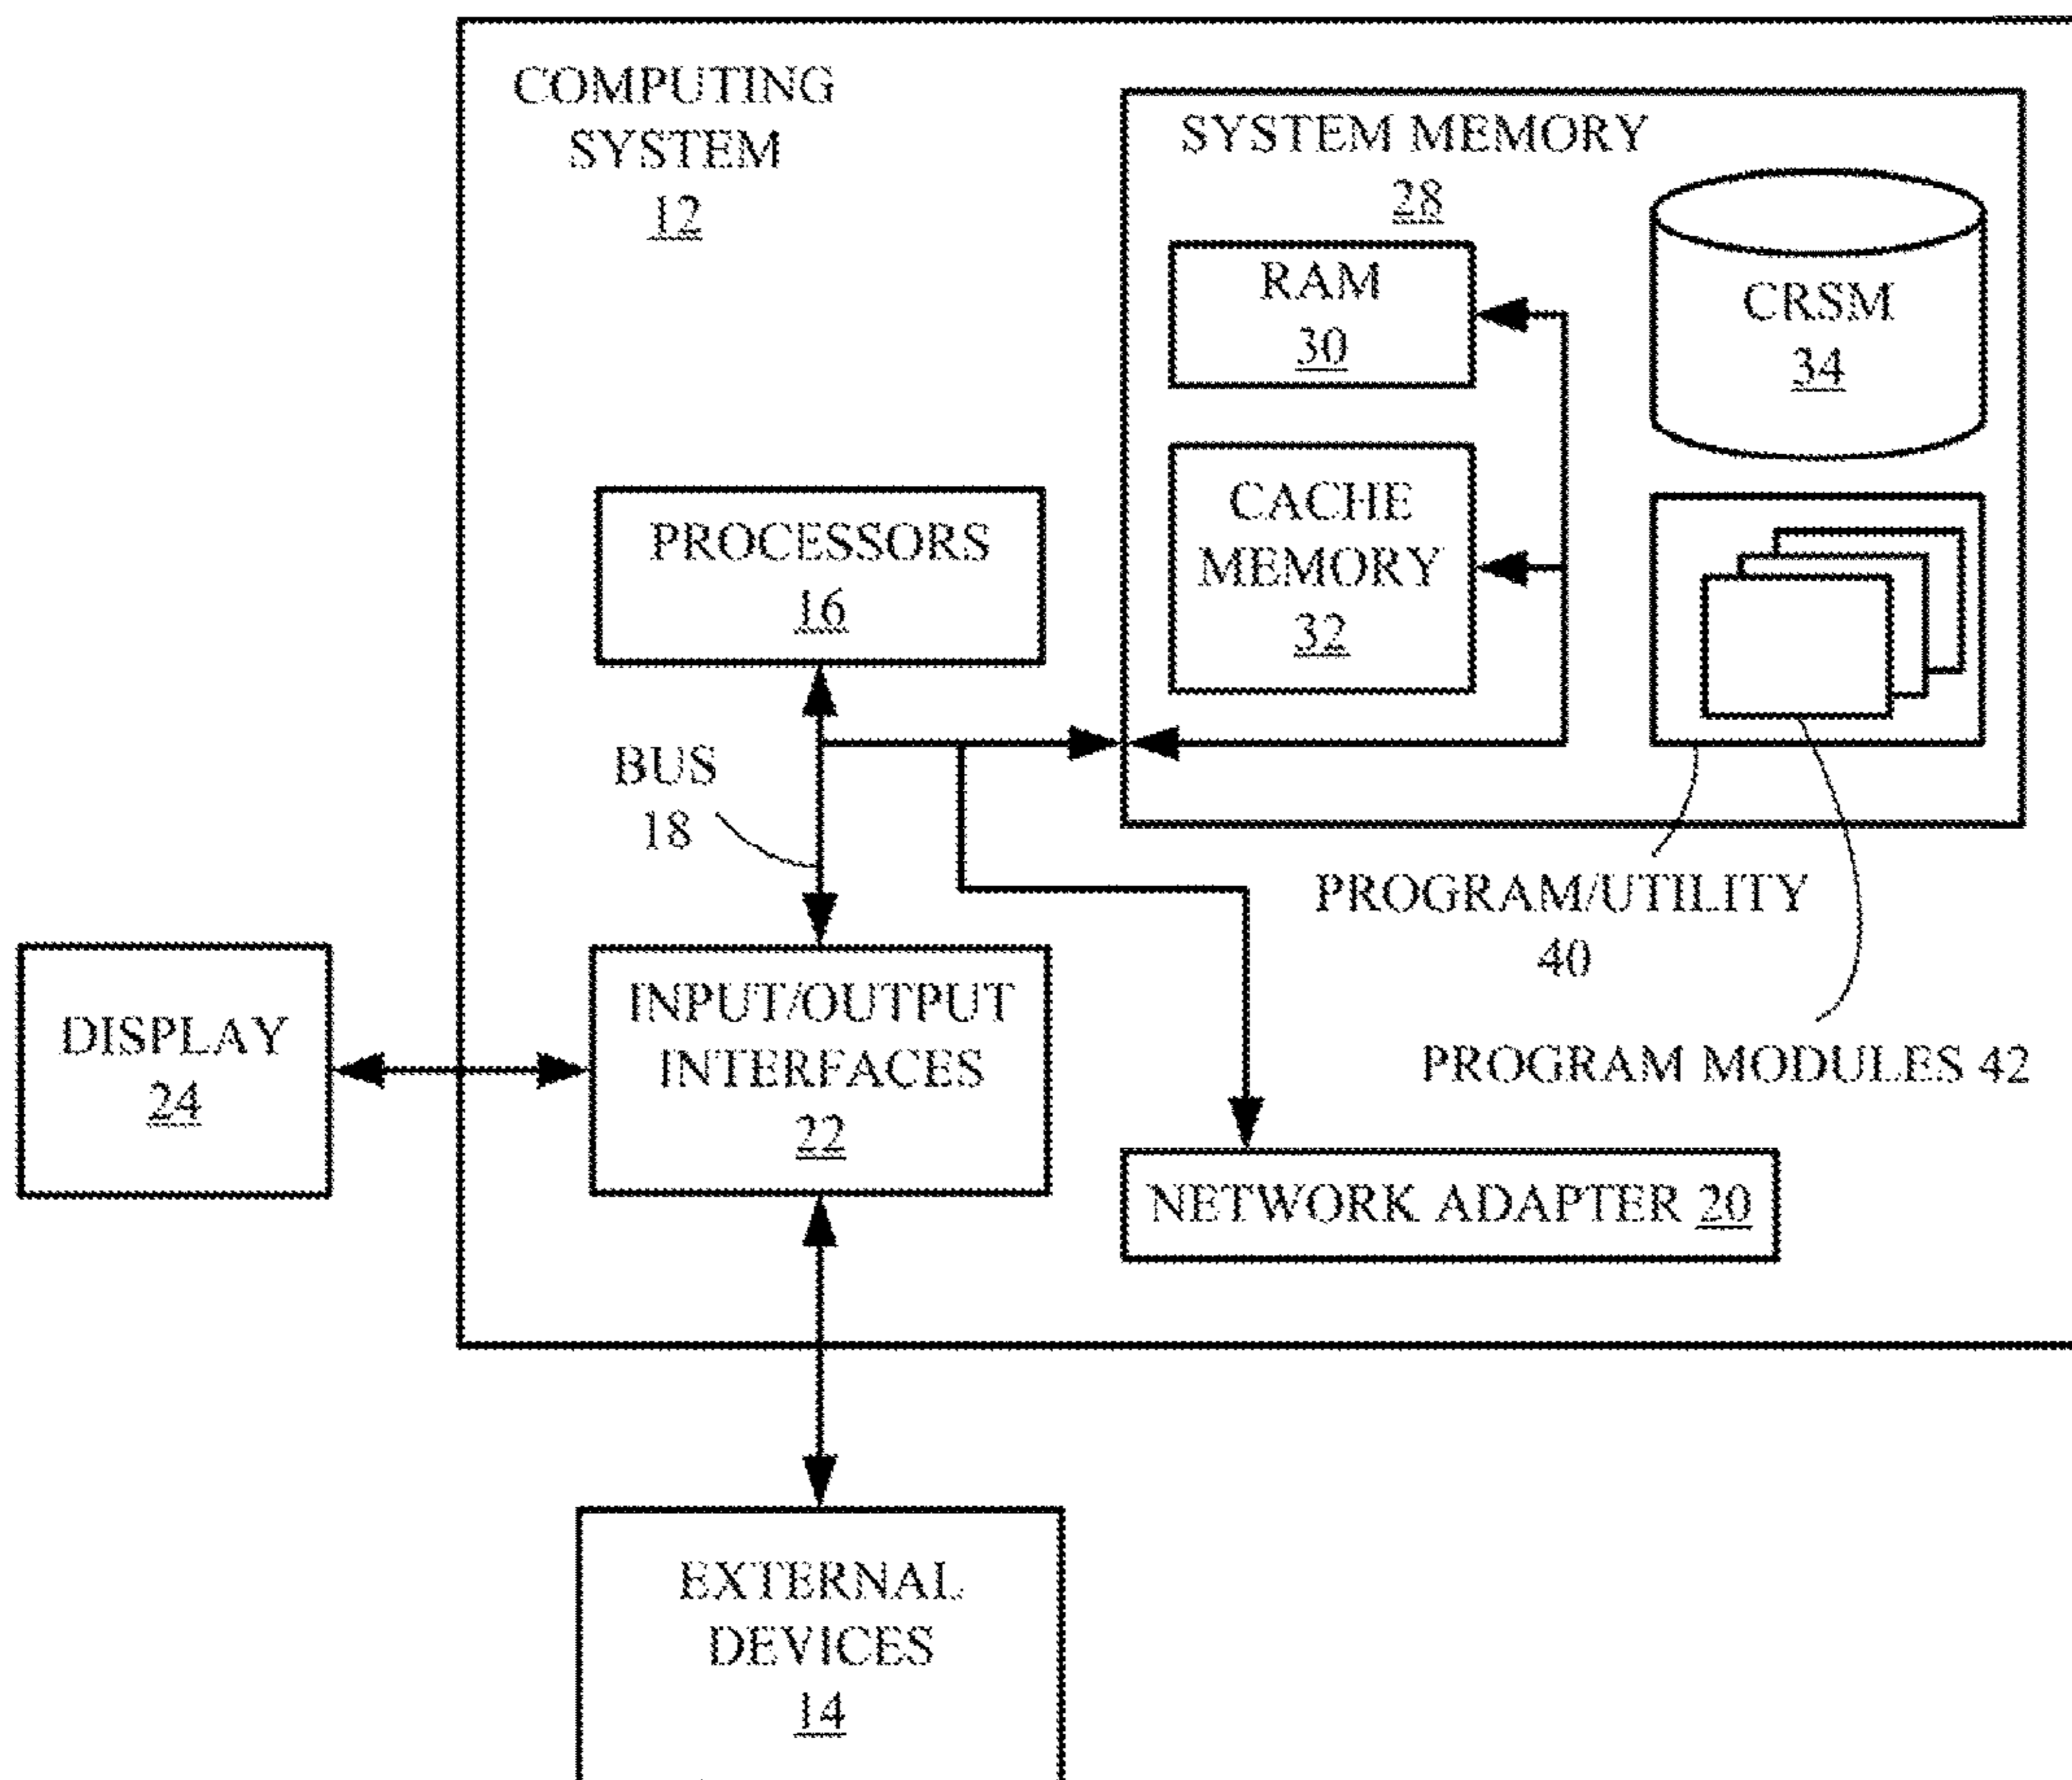 COMPUTING
SYSTEM
12
SYSTEM MEMORY
28
RAM
30
CRSM
34
CACHE
MEMORY
32
PROCESSORS
16
BUS
18
PROGRAM/UTILITY
40
PROGRAM MODULES 42
DISPLAY
24
INPUT/OUTPUT
INTERFACES
22
NETWORK ADAPTER 20
EXTERNAL
DEVICES
14